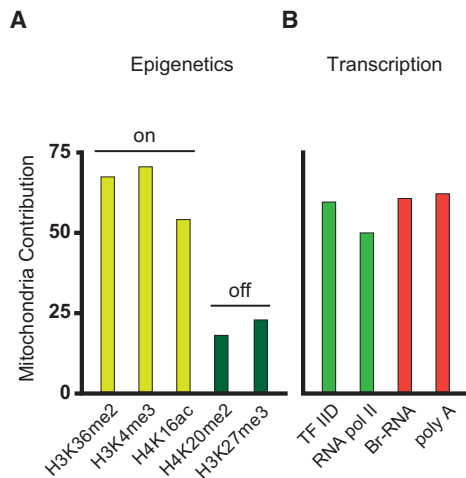 A
B
Epigenetics
Transcription
on
off
Mitochondria Contribution
75
50
25
0
H3K36me2
H3K4me3
H4K16ac
H4K20me2
H3K27me3
TF IID
RNA pol II
Br-RNA
poly A